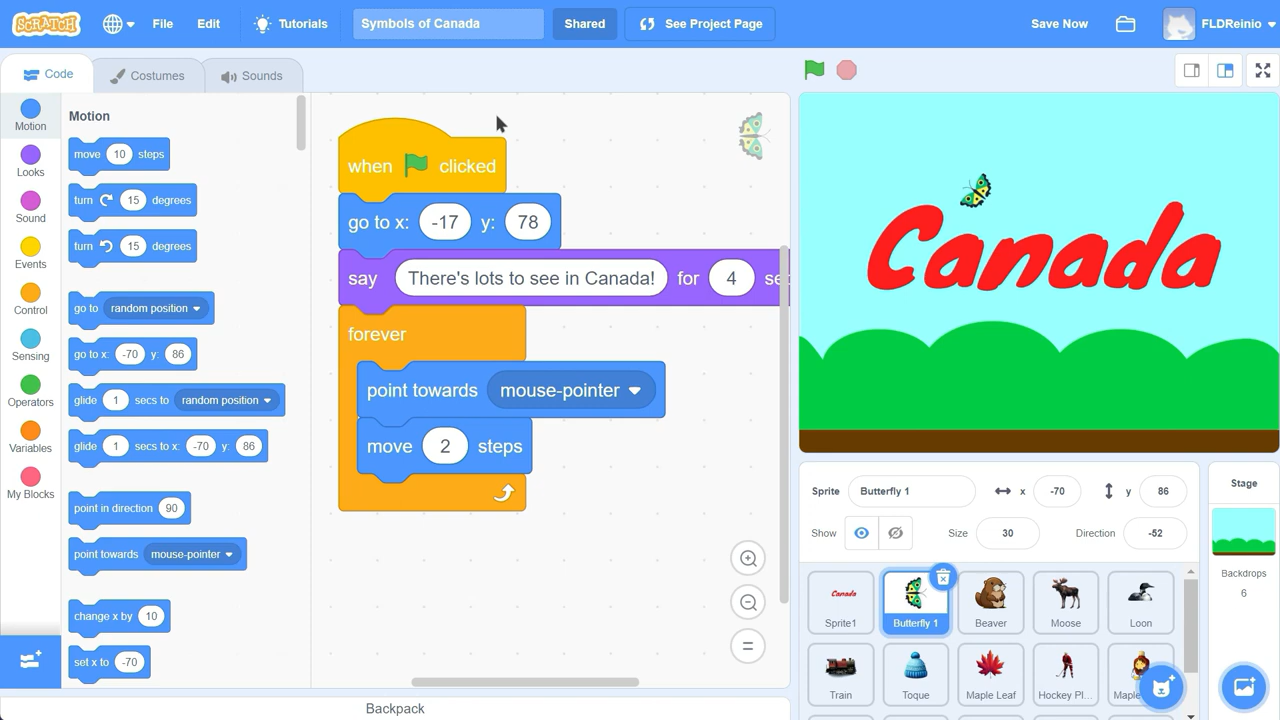 SCRATCH File Edit Tutorials Symbols of Canada Shared See Project Page Save Now FLDReinio
Code Costumes Sounds
Motion
Looks
Sound
Events
Control
Sensing
Operators
Variables
My Blocks
Motion
move 10 steps
turn 15 degrees
turn 15 degrees
go to random position
go to x: -70 y: 86
glide 1 secs to random position
glide 1 secs to x: -70 y: 86
point in direction 90
point towards mouse-pointer
change x by 10
set x to -70
when clicked
go to x: -17 y: 78
say There's lots to see in Canada! for 4 se
forever
point towards mouse-pointer
move 2 steps
Backpack
Canada
Sprite Butterfly 1 x -70 y 86
Show Size 30 Direction -52
Canada
Sprite1 Butterfly 1 Beaver Moose Loon
Train Toque Maple Leaf Hockey Pl... Maple
Stage
Backdrops
6